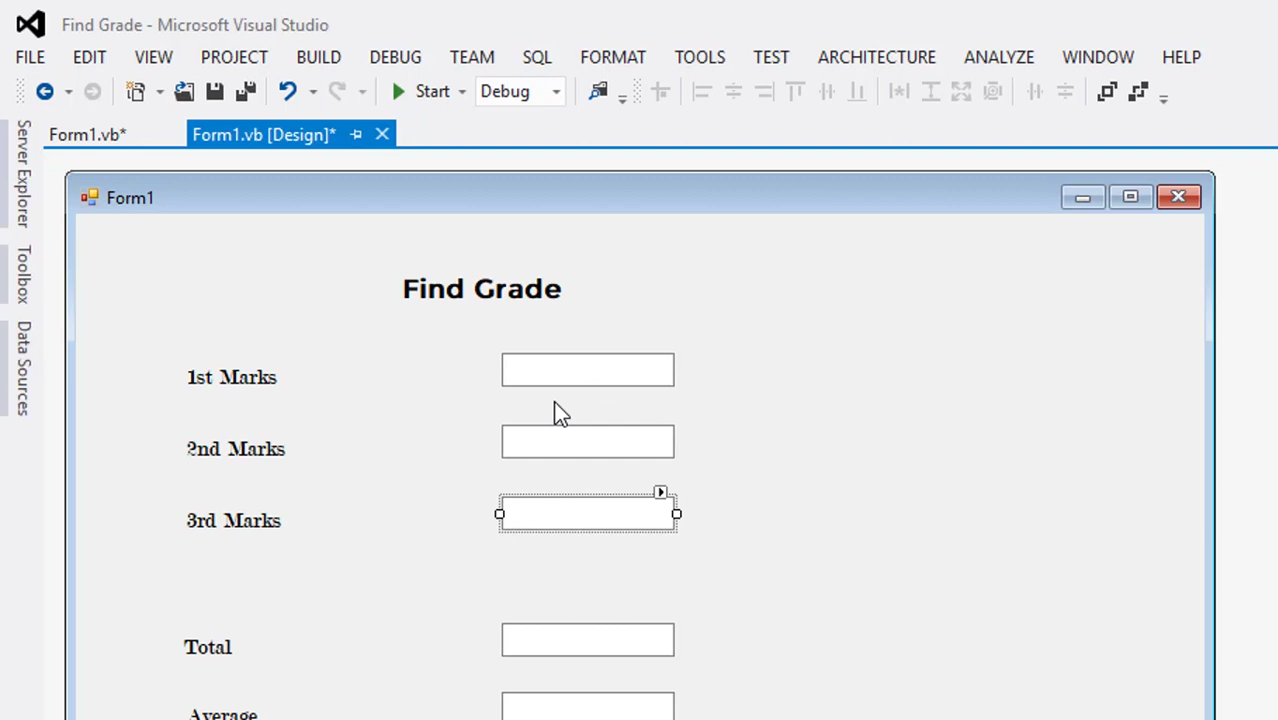 Find Grade - Microsoft Visual Studio
FILE EDIT VIEW PROJECT BUILD DEBUG TEAM SQL FORMAT TOOLS TEST ARCHITECTURE ANALYZE WINDOW HELP
Start Debug
Form1.vb* Form1.vb [Design]*
Server Explorer
Toolbox
Data Sources
Form1
Find Grade
1st Marks
2nd Marks
3rd Marks
Total
Average